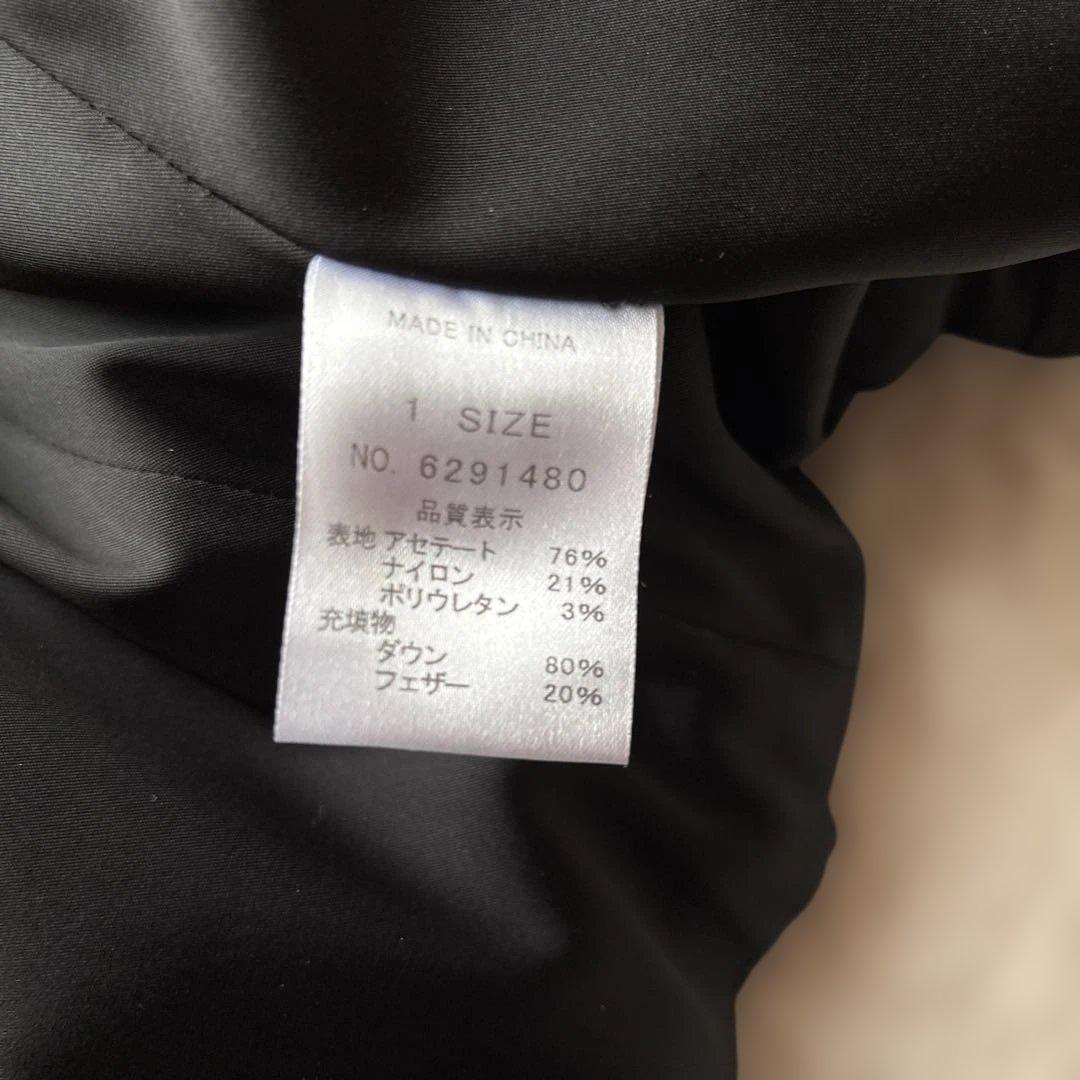 MADE IN CHINA
1 SIZE
NO. 6291480
品質表示
表地 アセテート 76%
ナイロン 21%
ポリウレタン 3%
充填物
ダウン 80%
フェザー 20%